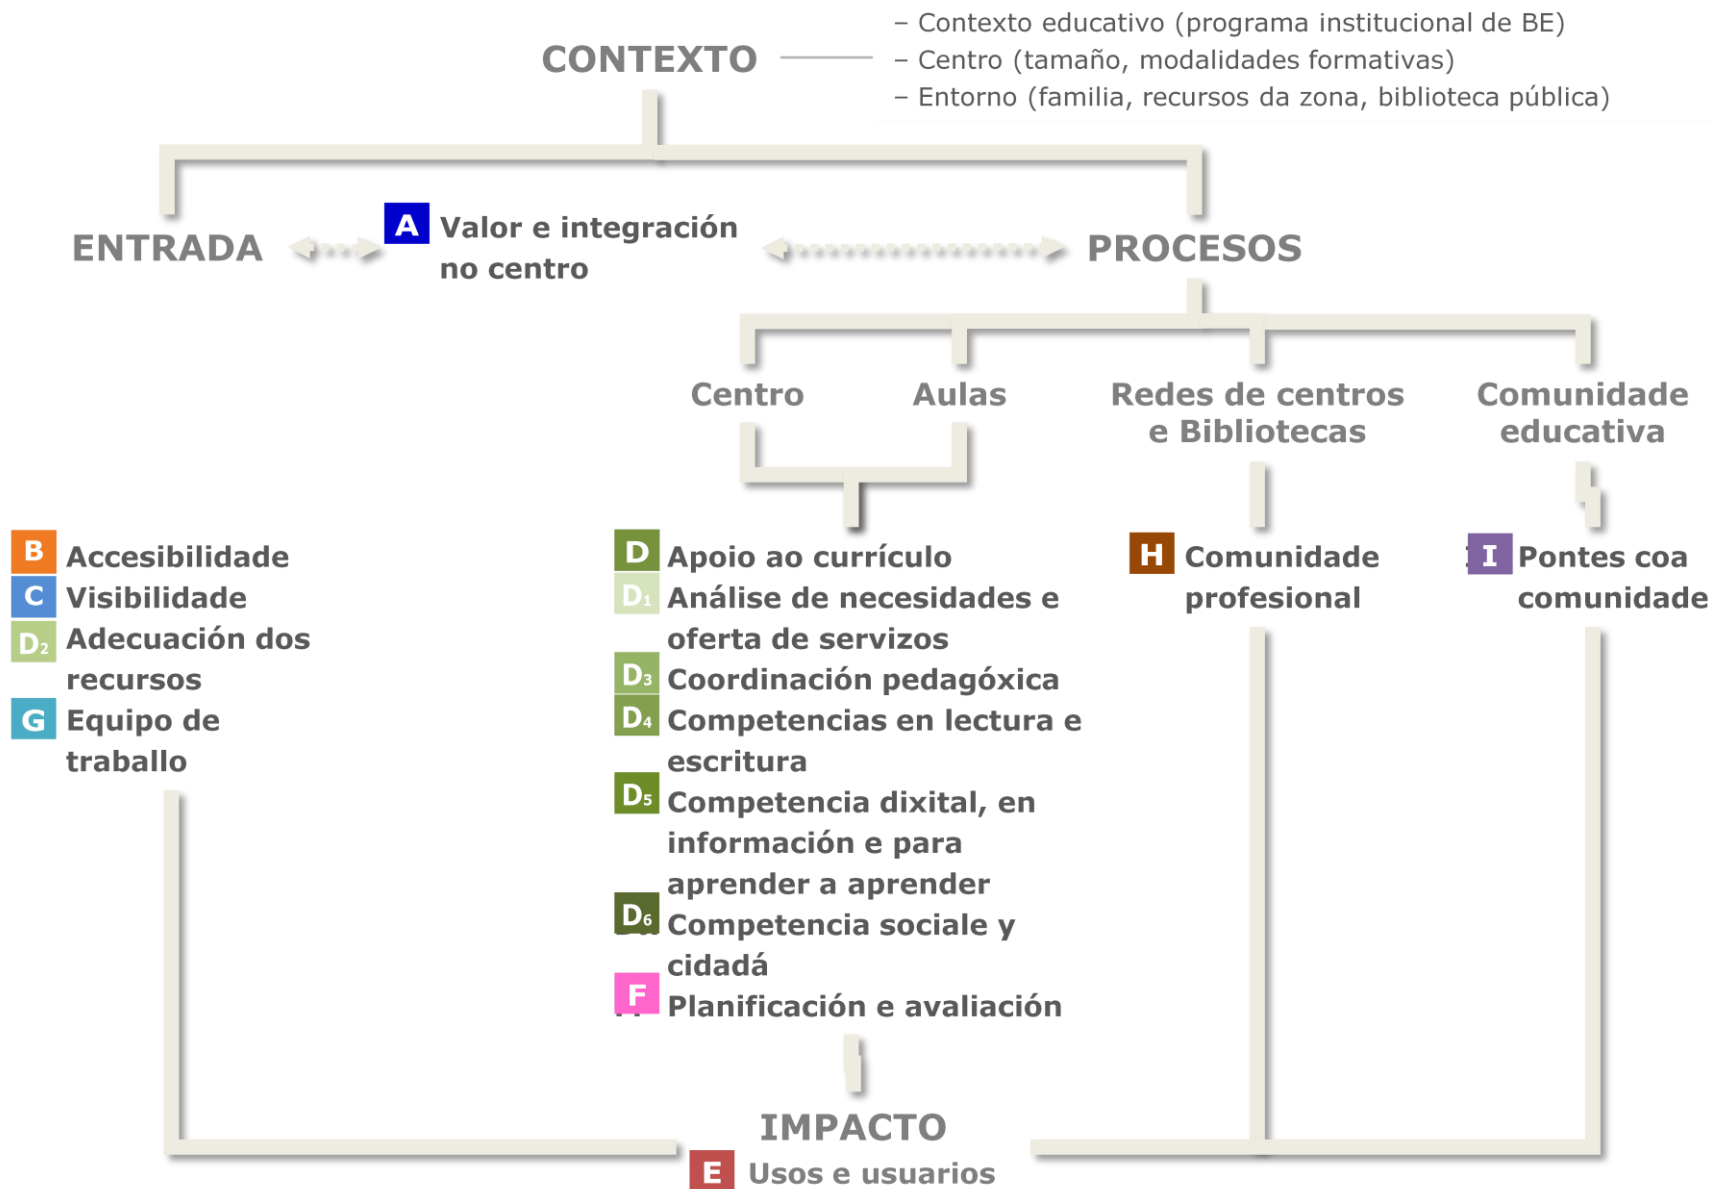 CONTEXTO
– Contexto educativo (programa institucional de BE)
– Centro (tamaño, modalidades formativas)
– Entorno (familia, recursos da zona, biblioteca pública)
ENTRADA
A Valor e integración
no centro
PROCESOS
Centro
Aulas
Redes de centros
e Bibliotecas
Comunidade
educativa
B Accesibilidade
C Visibilidade
D2 Adecuación dos
recursos
G Equipo de
traballo
D Apoio ao currículo
D1 Análise de necesidades e
oferta de servizos
D3 Coordinación pedagóxica
D4 Competencias en lectura e
escritura
D5 Competencia dixital, en
información e para
aprender a aprender
D6 Competencia sociale y
cidadá
F Planificación e avaliación
H Comunidade
profesional
I Pontes coa
comunidade
IMPACTO
E Usos e usuarios